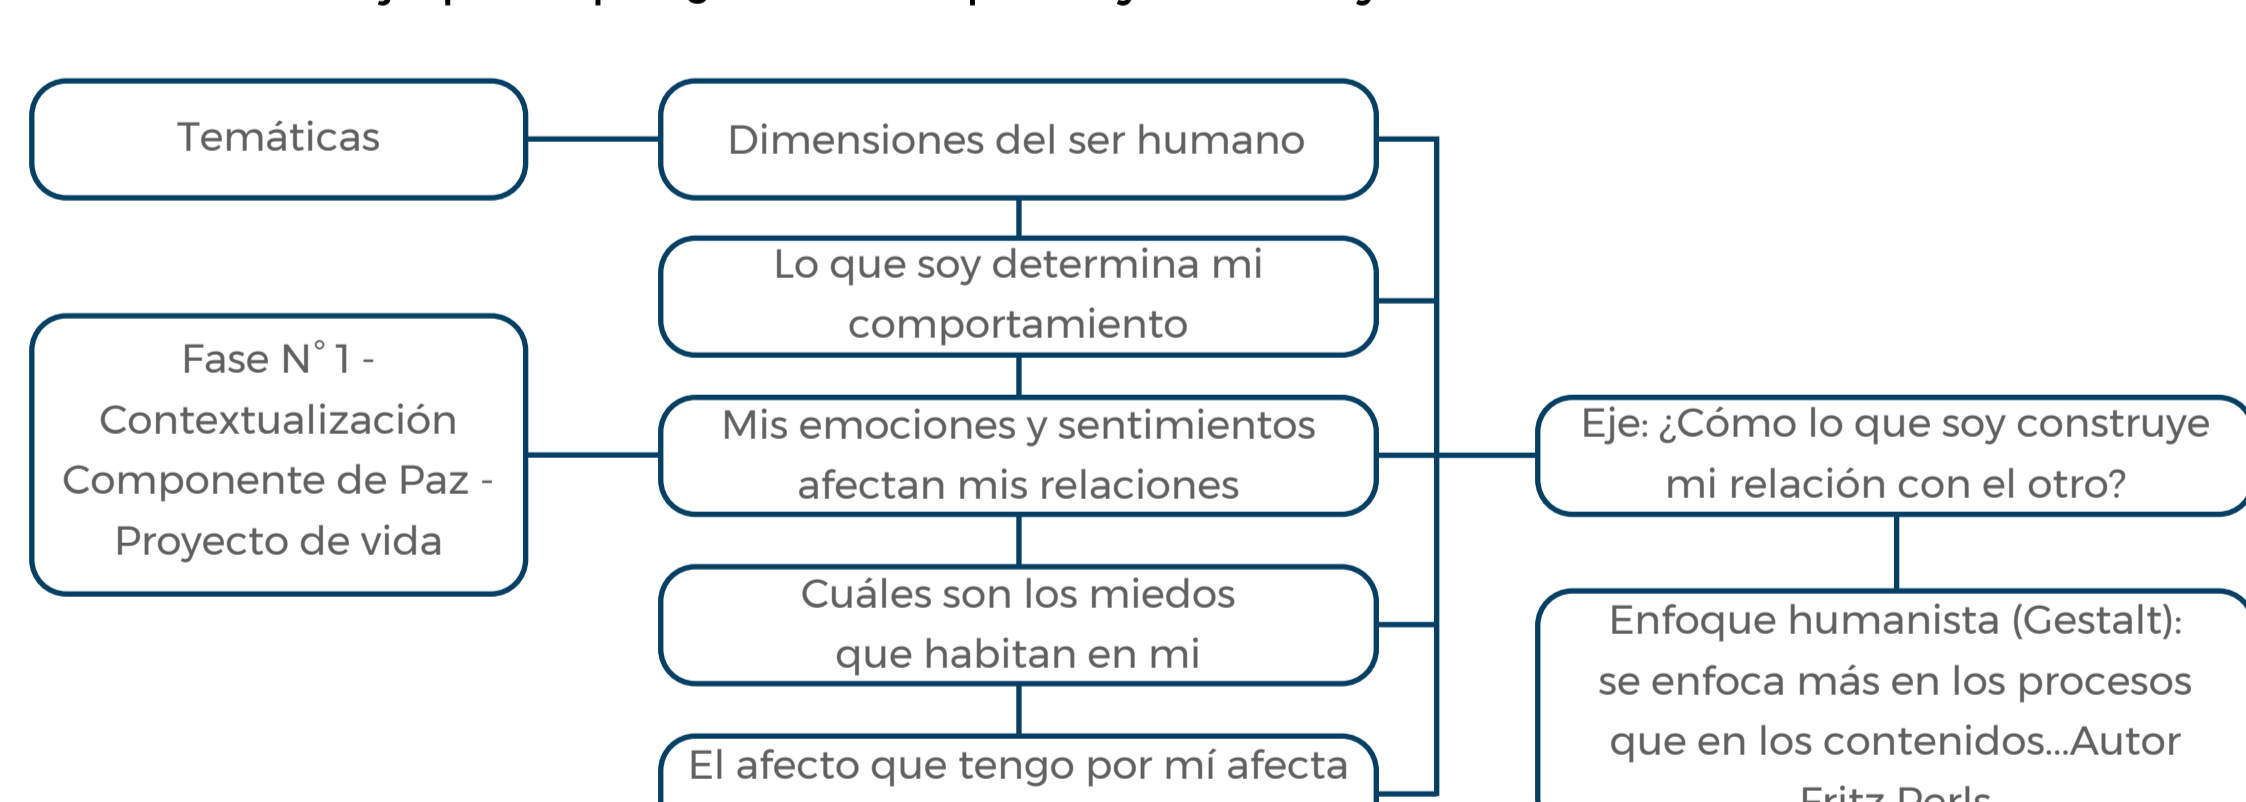 Temáticas
Dimensiones del ser humano
Lo que soy determina mi
comportamiento
Fase N° 1 -
Contextualización
Componente de Paz -
Proyecto de vida
Mis emociones y sentimientos
afectan mis relaciones
Eje: ¿Cómo lo que soy construye
mi relación con el otro?
Cuáles son los miedos
que habitan en mi
Enfoque humanista (Gestalt):
se enfoca más en los procesos
que en los contenidos...Autor
Fritz Perls
El afecto que tengo por mí afecta